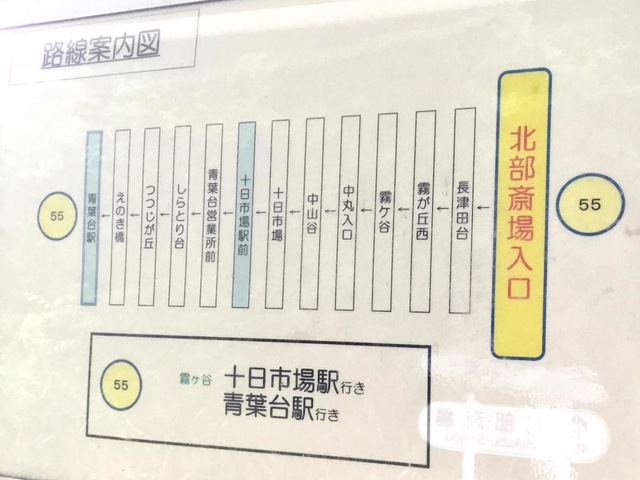 路線案内図
55
北部斎場入口
長津田台
霧が丘西
霧ケ谷
中丸入口
中山谷
十日市場
十日市場駅前
青葉台営業所前
しらとり台
つつじが丘
えのき橋
青葉台駅
55
55
霧ヶ谷 十日市場駅行き
青葉台駅行き